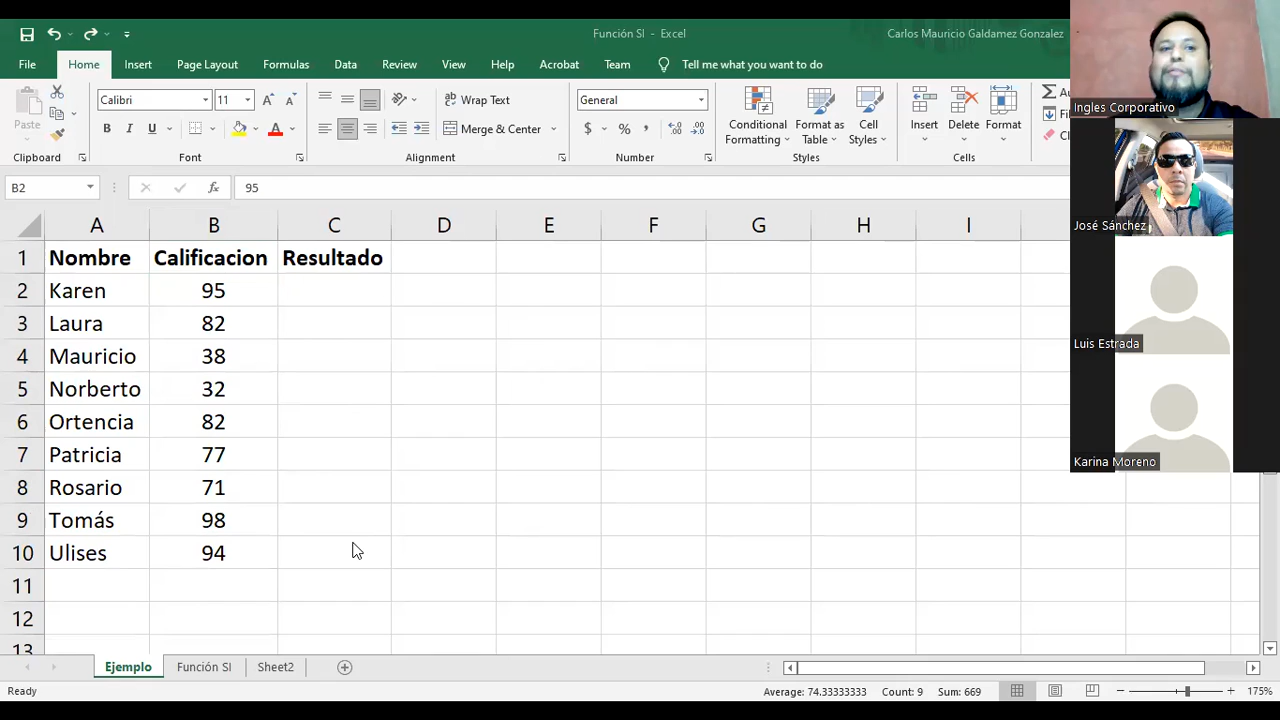 Función SI - Excel
Carlos Mauricio Galdamez Gonzalez
File Home Insert Page Layout Formulas Data Review View Help Acrobat Team Tell me what you want to do
Paste
Calibri 11
B I U
Wrap Text
Merge & Center
General
$ %
Conditional Formatting
Format as Table
Cell Styles
Insert Delete Format
Clipboard Font Alignment Number Styles Cells
B2 fx 95
A B C D E F G H I
1 Nombre Calificacion Resultado
2 Karen 95
3 Laura 82
4 Mauricio 38
5 Norberto 32
6 Ortencia 82
7 Patricia 77
8 Rosario 71
9 Tomás 98
10 Ulises 94
11
12
13
Ejemplo Función SI Sheet2
Ready Average: 74.33333333 Count: 9 Sum: 669 175%
Ingles Corporativo
José Sánchez
Luis Estrada
Karina Moreno